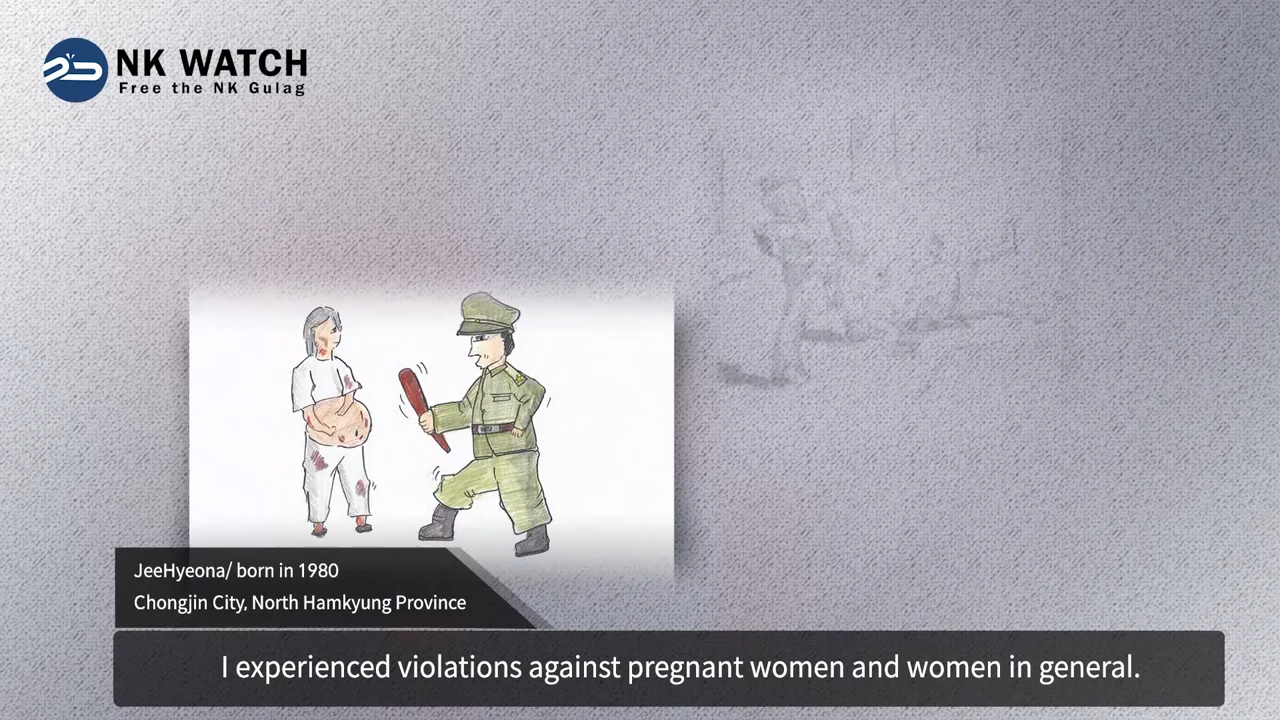 NK WATCH
Free the NK Gulag
JeeHyeona/ born in 1980
Chongjin City, North Hamkyung Province
I experienced violations against pregnant women and women in general.